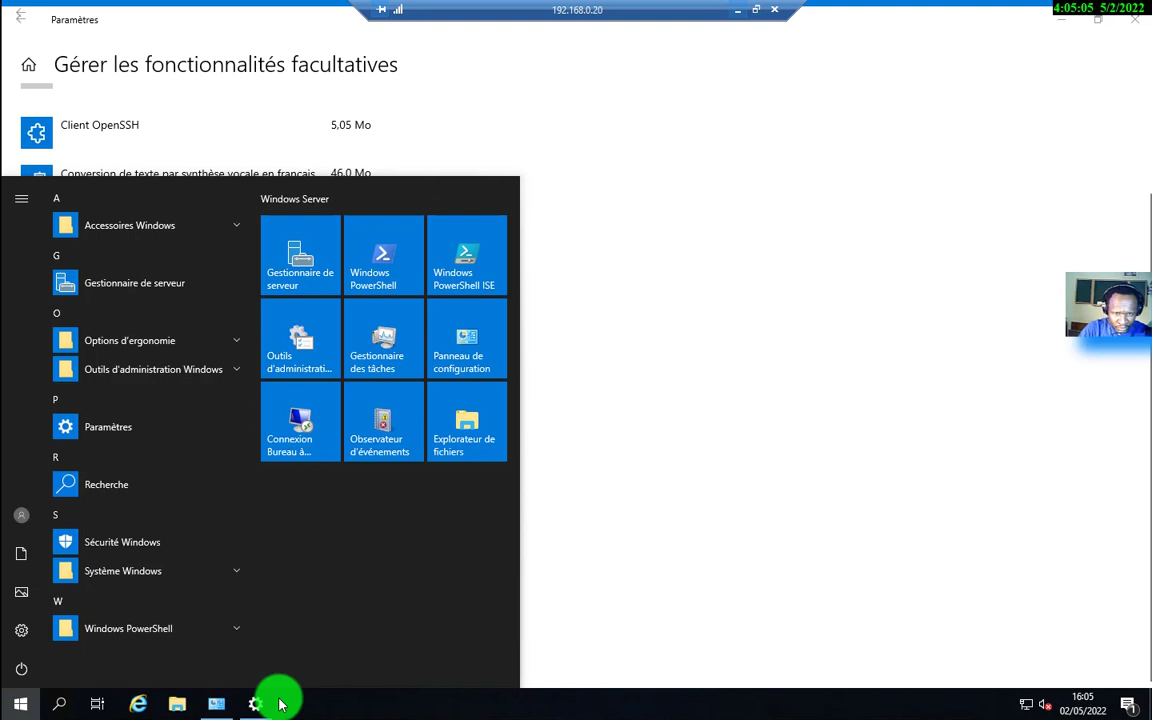 192.168.0.20
4:05:05 5/2/2022
Paramètres
Gérer les fonctionnalités facultatives
Client OpenSSH
5,05 Mo
Conversion de texte par synthèse vocale en français
46,0 Mo
A
Accessoires Windows
G
Gestionnaire de serveur
O
Options d'ergonomie
Outils d'administration Windows
P
Paramètres
R
Recherche
S
Sécurité Windows
Système Windows
W
Windows PowerShell
Windows Server
Gestionnaire de
serveur
Windows
PowerShell
Windows
PowerShell ISE
Outils
d'administrati...
Gestionnaire
des tâches
Panneau de
configuration
Connexion
Bureau à...
Observateur
d'événements
Explorateur de
fichiers
16:05
02/05/2022
1